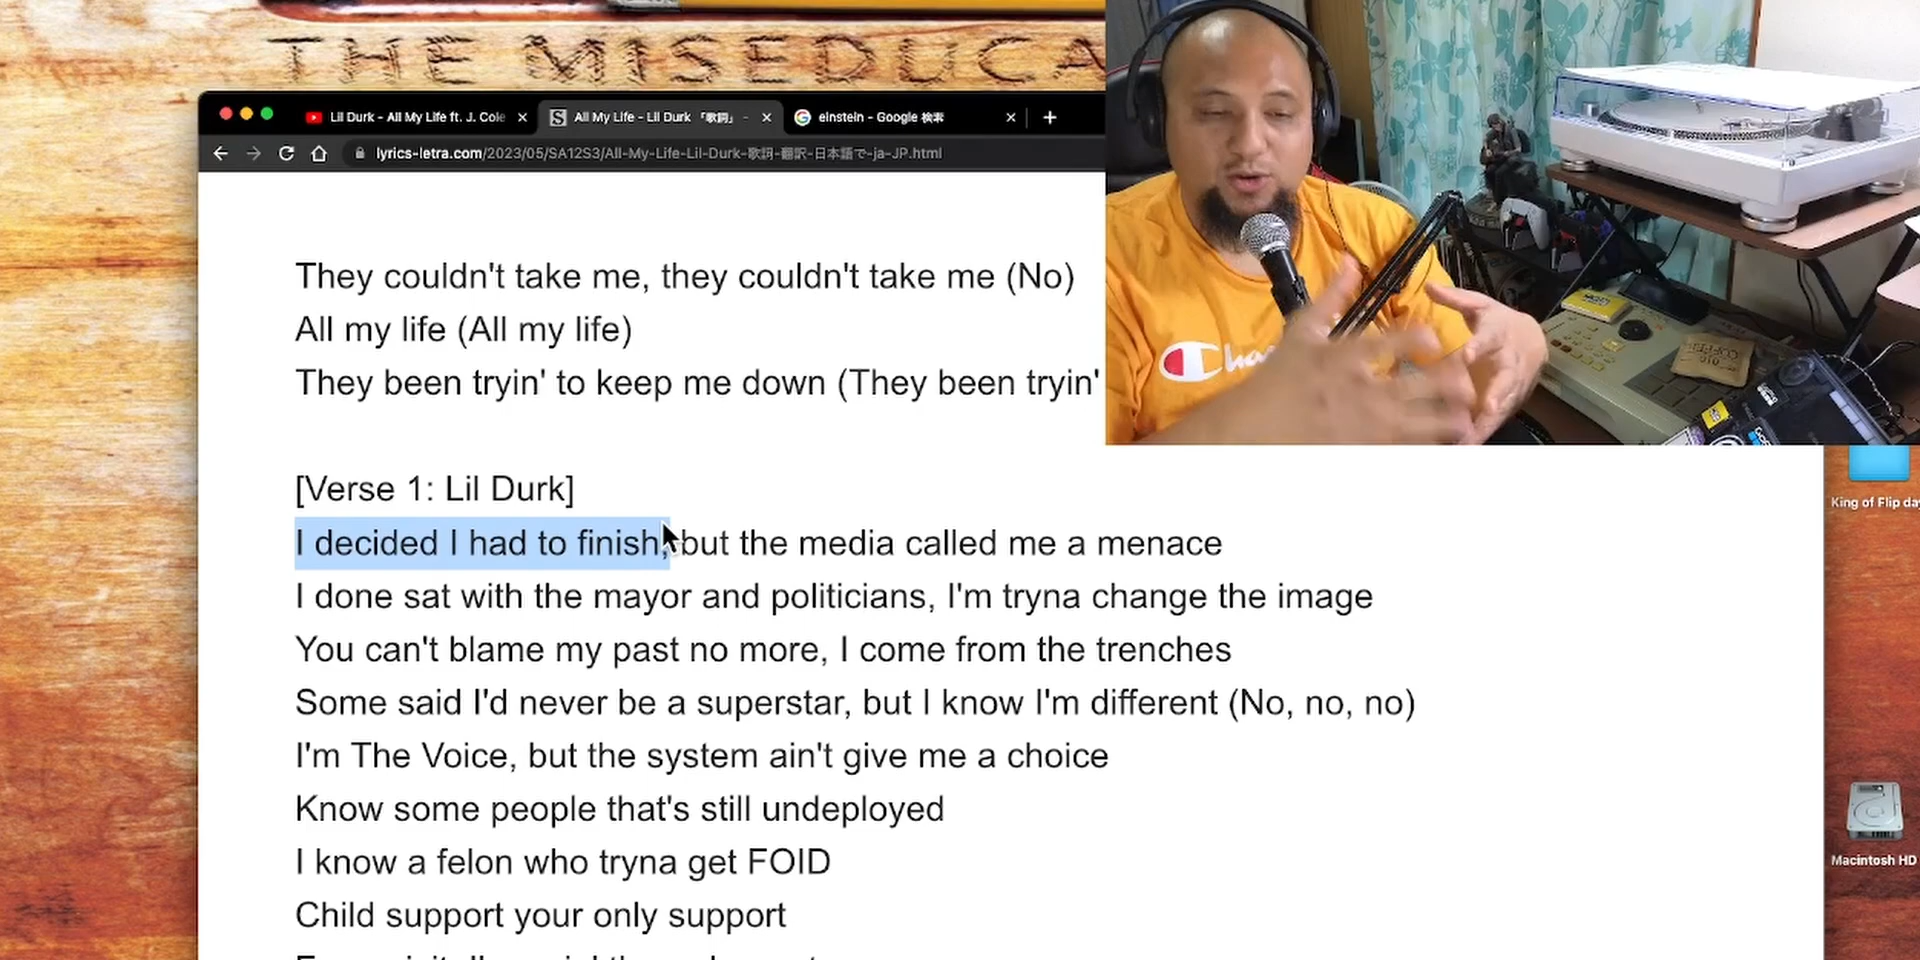 THE MISEDUCA
Lil Durk - All My Life ft. J. Cole
All My Life - Lil Durk 「歌詞」 -
einstein - Google 検索
lyrics-letra.com/2023/05/SA12S3/All-My-Life-Lil-Durk-歌詞-翻訳-日本語で-ja-JP.html
They couldn't take me, they couldn't take me (No)
All my life (All my life)
They been tryin' to keep me down (They been tryin'
[Verse 1: Lil Durk]
I decided I had to finish, but the media called me a menace
I done sat with the mayor and politicians, I'm tryna change the image
You can't blame my past no more, I come from the trenches
Some said I'd never be a superstar, but I know I'm different (No, no, no)
I'm The Voice, but the system ain't give me a choice
Know some people that's still undeployed
I know a felon who tryna get FOID
Child support your only support
Cha
King of Flip day
Macintosh HD